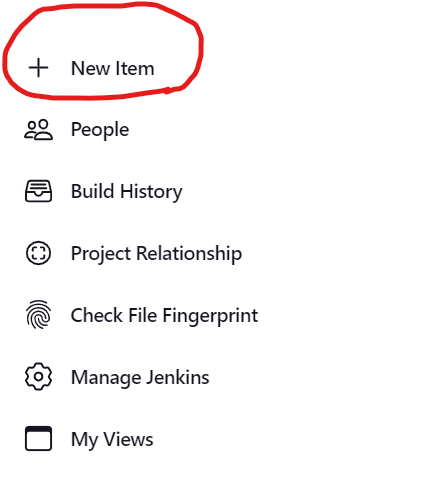 New Item
People
Build History
Project Relationship
Check File Fingerprint
Manage Jenkins
My Views